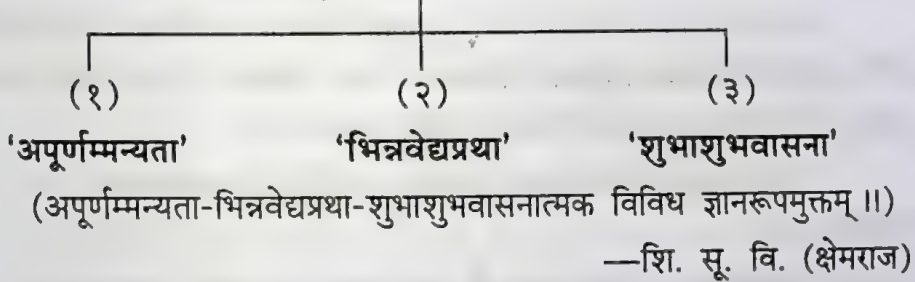 (१) (२) (३)
'अपूर्णम्मन्यता' 'भिन्नवेद्यप्रथा' 'शुभाशुभवासना'
(अपूर्णम्मन्यता-भिन्नवेद्यप्रथा-शुभाशुभवासनात्मक विविध ज्ञानरूपमुक्तम् ।।)
—शि. सू. वि. (क्षेमराज)